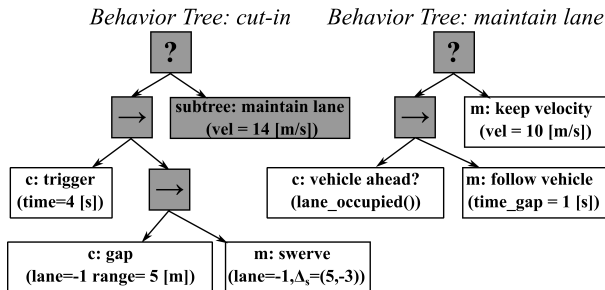 Behavior Tree: cut-in
Behavior Tree: maintain lane
?
?
→
subtree: maintain lane
(vel = 14 [m/s])
→
m: keep velocity
(vel = 10 [m/s])
c: trigger
(time=4 [s])
→
c: vehicle ahead?
(lane_occupied())
m: follow vehicle
(time_gap = 1 [s])
c: gap
(lane=-1 range= 5 [m])
m: swerve
(lane=-1,Δₛ=(5,-3))